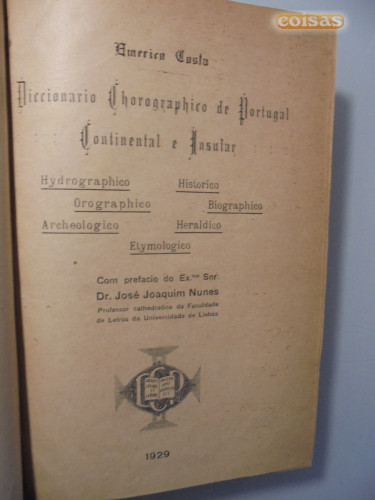 coisas
Emerico Costa
Diccionario Chorographico de Portugal
Continental e Insular
Hydrographico Historico
Orographico Biographico
Archeologico Heraldico
Etymologico
Com prefacio do Ex.mo Snr.
Dr. José Joaquim Nunes
Professor cathedratico da Faculdade
de Letras da Universidade de Lisboa
1929